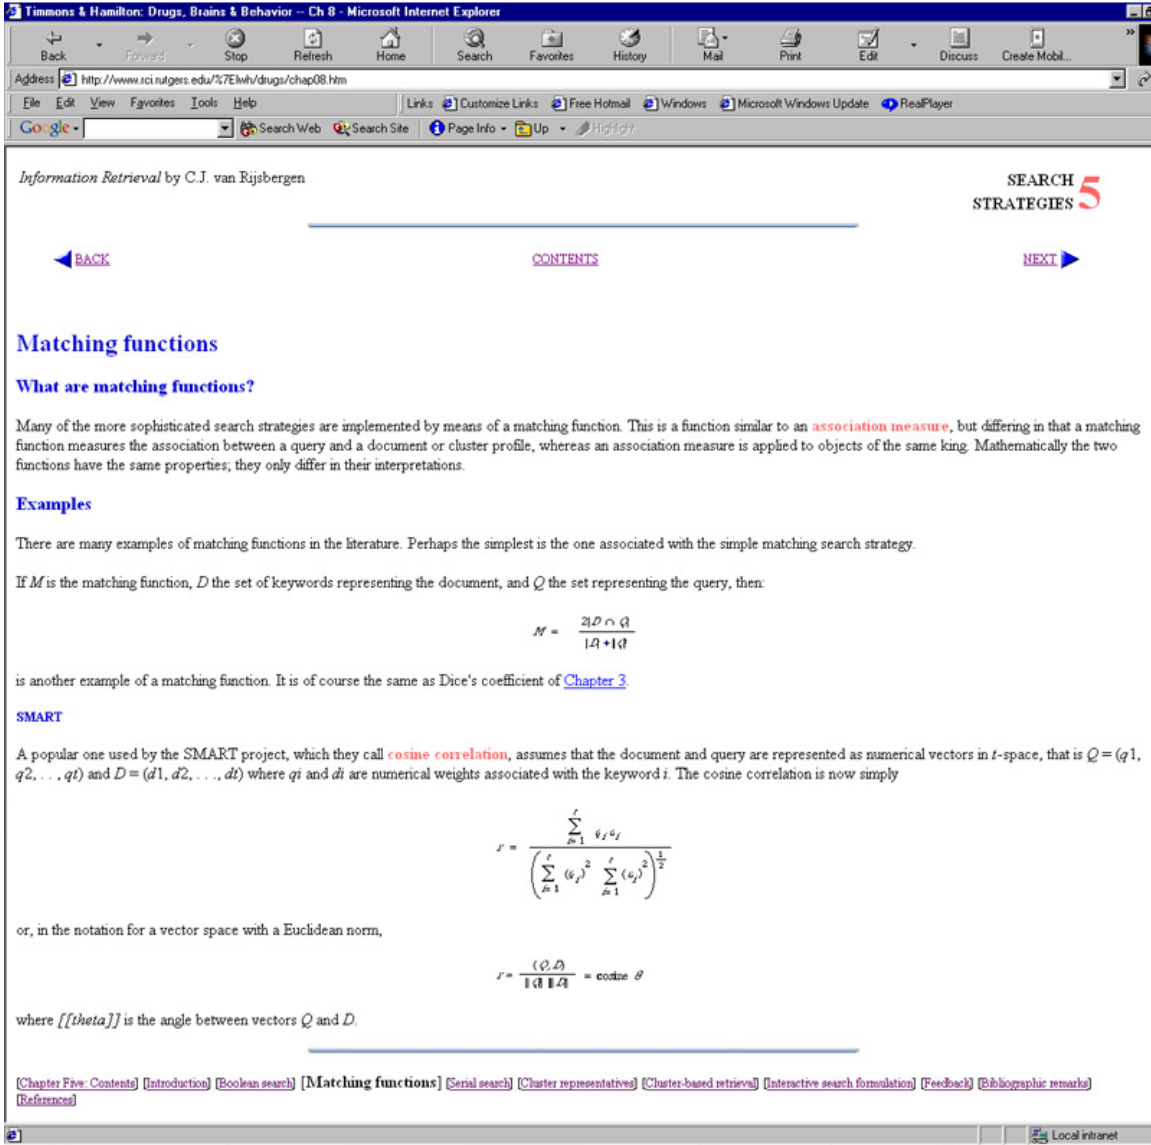 Timmons & Hamilton: Drugs, Brains & Behavior -- Ch 8 - Microsoft Internet Explorer
Back Forward Stop Refresh Home Search Favorites History Mail Print Edit Discuss Create Mobil... »
Address http://www.rci.rutgers.edu/%7Elwh/drugs/chap08.htm
File Edit View Favorites Tools Help Links Customize Links Free Hotmail Windows Microsoft Windows Update RealPlayer
Google Search Web Search Site Page Info Up Highlight
Information Retrieval by C.J. van Rijsbergen
SEARCH
STRATEGIES 5
BACK CONTENTS NEXT
Matching functions
What are matching functions?
Many of the more sophisticated search strategies are implemented by means of a matching function. This is a function similar to an association measure, but differing in that a matching
function measures the association between a query and a document or cluster profile, whereas an association measure is applied to objects of the same king. Mathematically the two
functions have the same properties; they only differ in their interpretations.
Examples
There are many examples of matching functions in the literature. Perhaps the simplest is the one associated with the simple matching search strategy.
If M is the matching function, D the set of keywords representing the document, and Q the set representing the query, then:
M = 2|D ∩ Q| / |D| + |Q|
is another example of a matching function. It is of course the same as Dice's coefficient of Chapter 3.
SMART
A popular one used by the SMART project, which they call cosine correlation, assumes that the document and query are represented as numerical vectors in t-space, that is Q = (q1,
q2, . . ., qt) and D = (d1, d2, . . ., dt) where qi and di are numerical weights associated with the keyword i. The cosine correlation is now simply
r =
or, in the notation for a vector space with a Euclidean norm,
r = (Q, D) / ||Q|| ||D|| = cosine θ
where [[theta]] is the angle between vectors Q and D.
[Chapter Five: Contents] [Introduction] [Boolean search] [Matching functions] [Serial search] [Cluster representatives] [Cluster-based retrieval] [Interactive search formulation] [Feedback] [Bibliographic remarks]
[References]
Local intranet